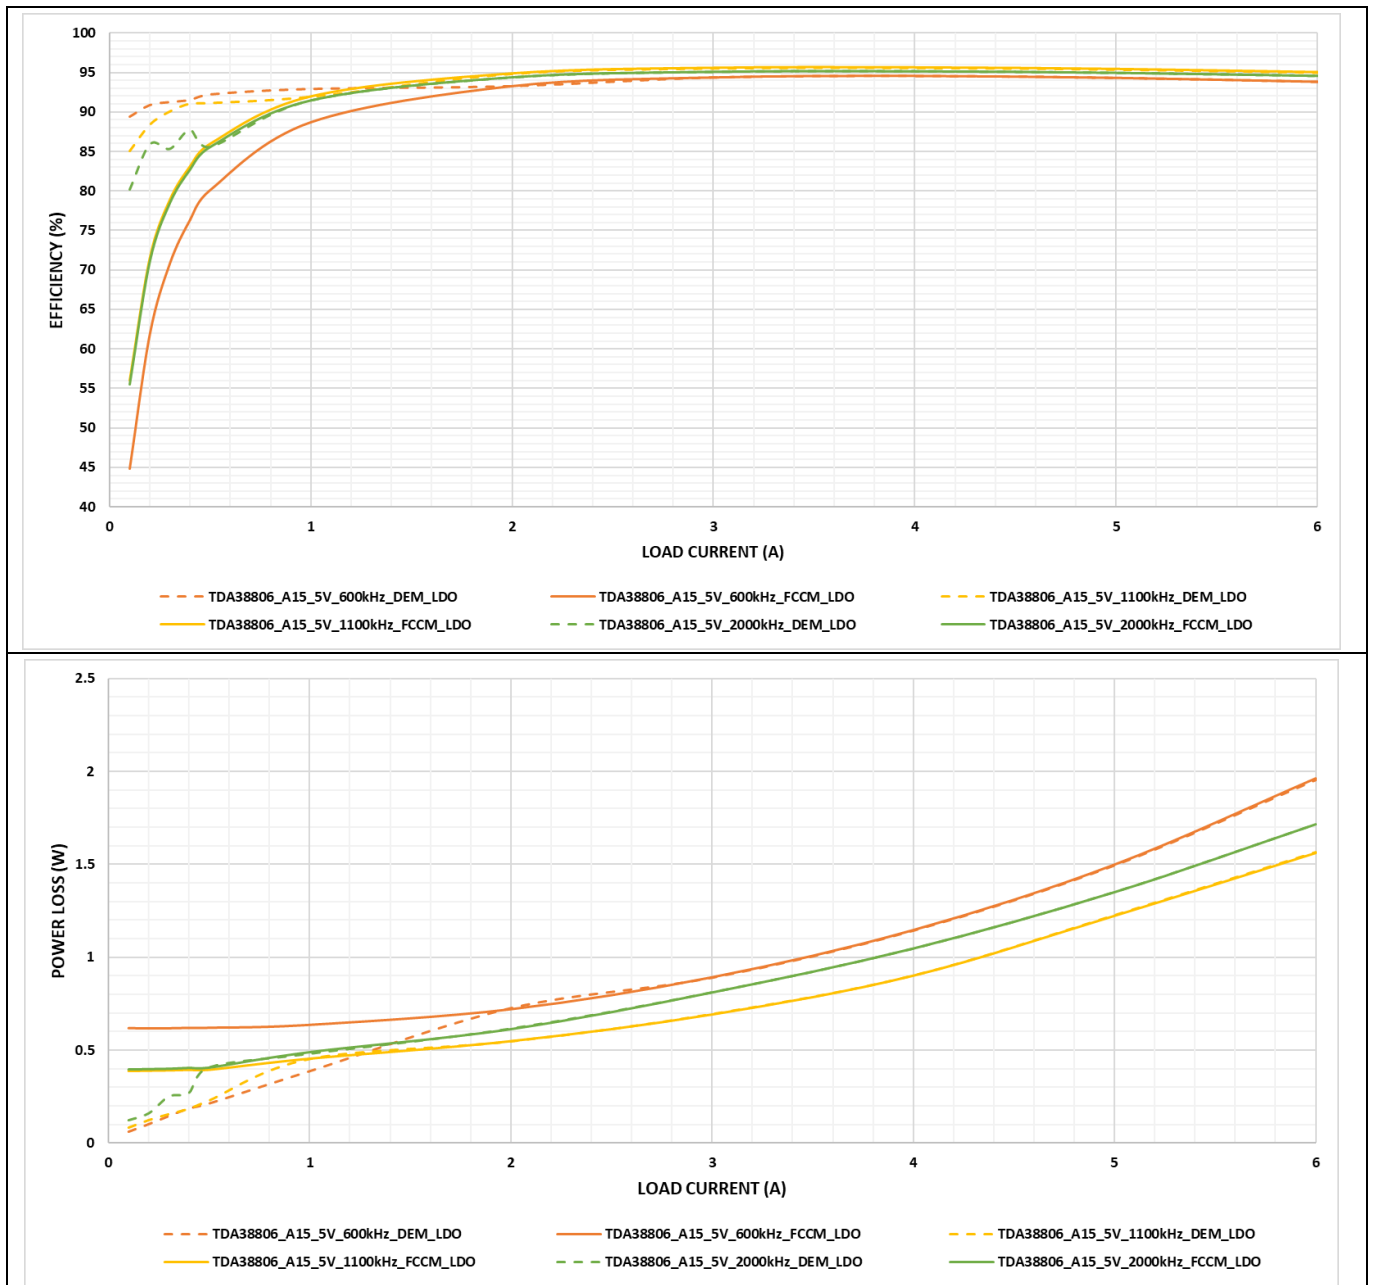 100
95
90
85
80
75
70
65
60
55
50
45
40
EFFICIENCY (%)
0 1 2 3 4 5 6
LOAD CURRENT (A)
TDA38806_A15_5V_600kHz_DEM_LDO TDA38806_A15_5V_600kHz_FCCM_LDO TDA38806_A15_5V_1100kHz_DEM_LDO
TDA38806_A15_5V_1100kHz_FCCM_LDO TDA38806_A15_5V_2000kHz_DEM_LDO TDA38806_A15_5V_2000kHz_FCCM_LDO
2.5
2
1.5
1
0.5
0
POWER LOSS (W)
0 1 2 3 4 5 6
LOAD CURRENT (A)
TDA38806_A15_5V_600kHz_DEM_LDO TDA38806_A15_5V_600kHz_FCCM_LDO TDA38806_A15_5V_1100kHz_DEM_LDO
TDA38806_A15_5V_1100kHz_FCCM_LDO TDA38806_A15_5V_2000kHz_DEM_LDO TDA38806_A15_5V_2000kHz_FCCM_LDO